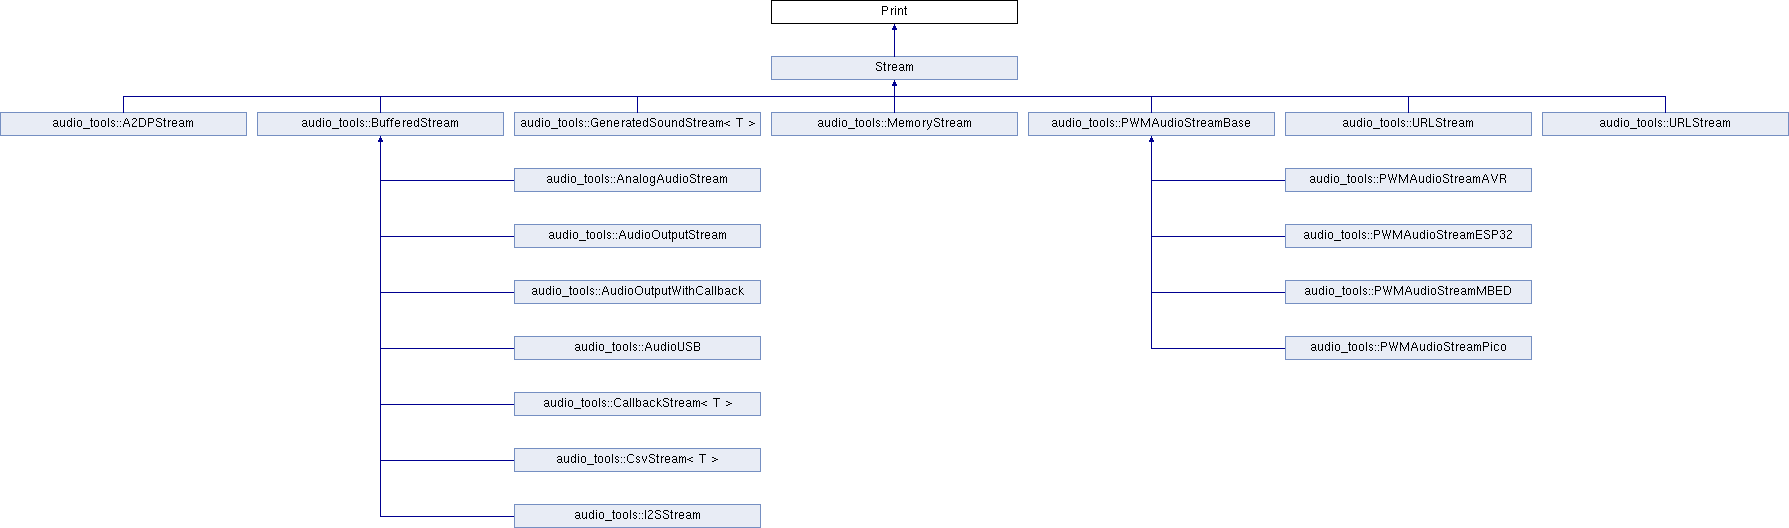 Print
Stream
audio_tools::A2DPStream
audio_tools::BufferedStream
audio_tools::GeneratedSoundStream< T >
audio_tools::MemoryStream
audio_tools::PWMAudioStreamBase
audio_tools::URLStream
audio_tools::URLStream
audio_tools::AnalogAudioStream
audio_tools::PWMAudioStreamAVR
audio_tools::AudioOutputStream
audio_tools::PWMAudioStreamESP32
audio_tools::AudioOutputWithCallback
audio_tools::PWMAudioStreamMBED
audio_tools::AudioUSB
audio_tools::PWMAudioStreamPico
audio_tools::CallbackStream< T >
audio_tools::CsvStream< T >
audio_tools::I2SStream